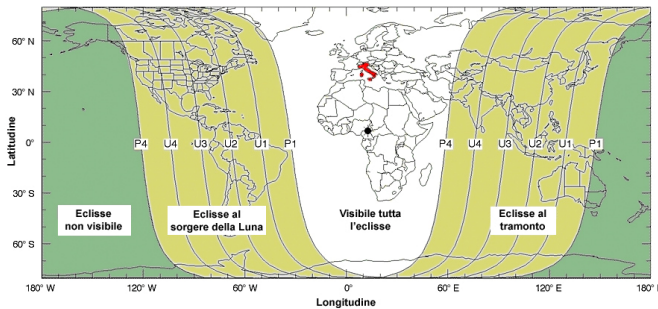 60° N
30° N
0°
30° S
60° S
Latitudine
P4 U4 U3 U2 U1 P1 P4 U4 U3 U2 U1 P1
Eclisse
non visibile
Eclisse al
sorgere della Luna
Visibile tutta
l'eclisse
Eclisse al
tramonto
180° W 120° W 60° W 0° 60° E 120° E 180° E
Longitudine